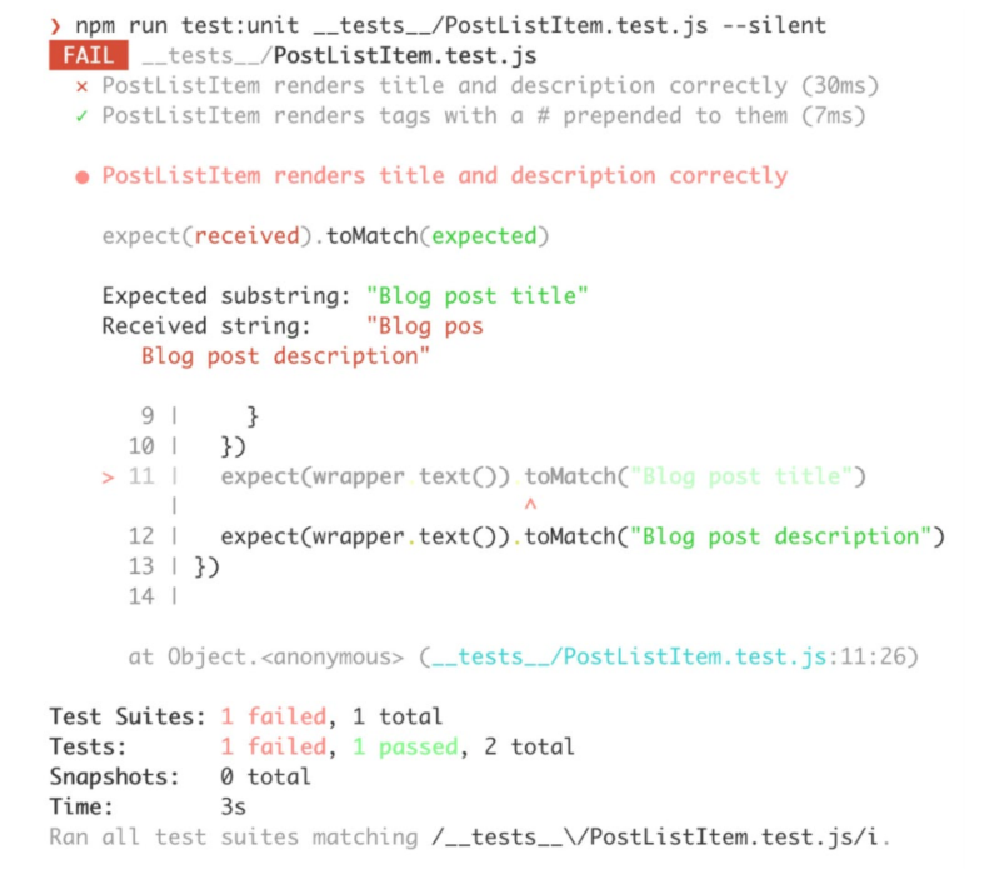 ❯ npm run test:unit __tests__/PostListItem.test.js --silent
FAIL __tests__/PostListItem.test.js
✕ PostListItem renders title and description correctly (30ms)
✓ PostListItem renders tags with a # prepended to them (7ms)
● PostListItem renders title and description correctly
expect(received).toMatch(expected)
Expected substring: "Blog post title"
Received string:    "Blog pos
Blog post description"
9 |     }
10 |   })
> 11 |   expect(wrapper.text()).toMatch("Blog post title")
|                          ^
12 |   expect(wrapper.text()).toMatch("Blog post description")
13 | })
14 |
at Object.<anonymous> (__tests__/PostListItem.test.js:11:26)
Test Suites: 1 failed, 1 total
Tests:       1 failed, 1 passed, 2 total
Snapshots:   0 total
Time:        3s
Ran all test suites matching /__tests__\/PostListItem.test.js/i.